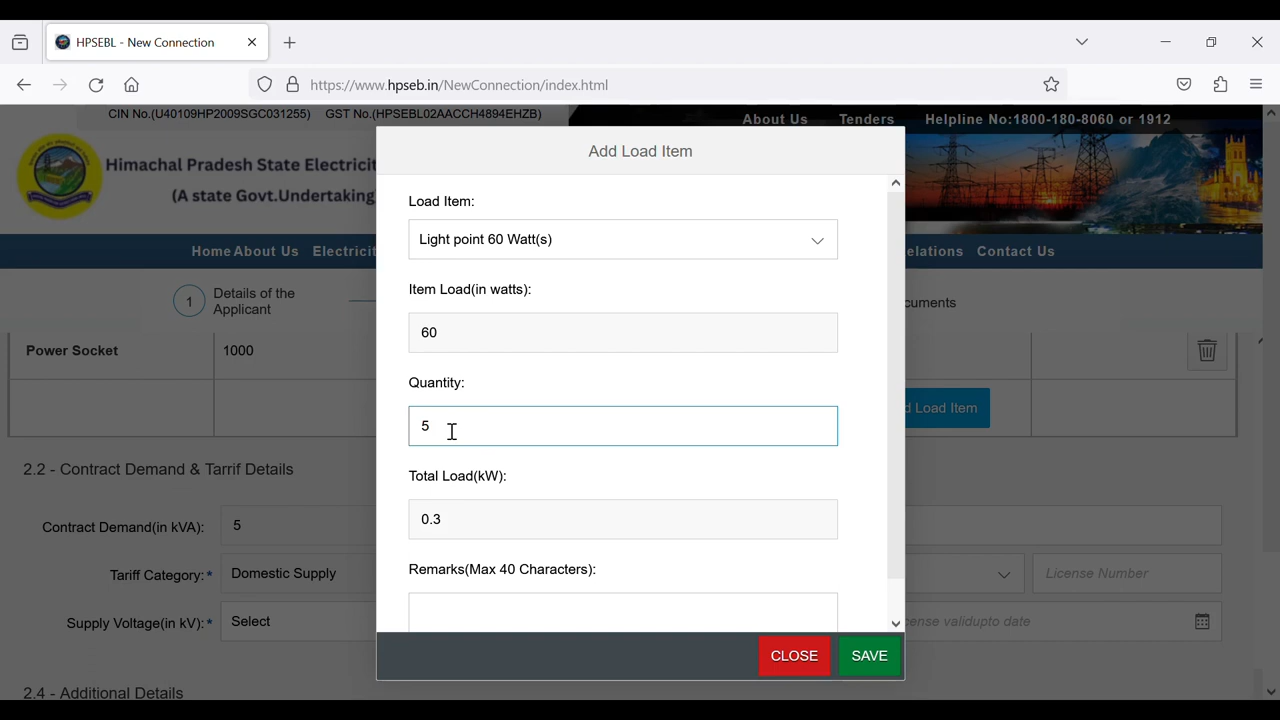 HPSEBL - New Connection
https://www.hpseb.in/NewConnection/index.html
CIN No.(U40109HP2009SGC031255) GST No.(HPSEBL02AACCH4894EHZB)
About Us Tenders Helpline No:1800-180-8060 or 1912
Himachal Pradesh State Electricit
(A state Govt.Undertaking
Home About Us Electricit elations Contact Us
1 Details of the
Applicant
cuments
Add Load Item
Load Item:
Light point 60 Watt(s)
Item Load(in watts):
60
Quantity:
5
Total Load(kW):
0.3
Remarks(Max 40 Characters):
CLOSE SAVE
Power Socket 1000
d Load Item
2.2 - Contract Demand & Tarrif Details
Contract Demand(in kVA): 5
Tariff Category:* Domestic Supply License Number
Supply Voltage(in kV):* Select cense validupto date
2.4 - Additional Details